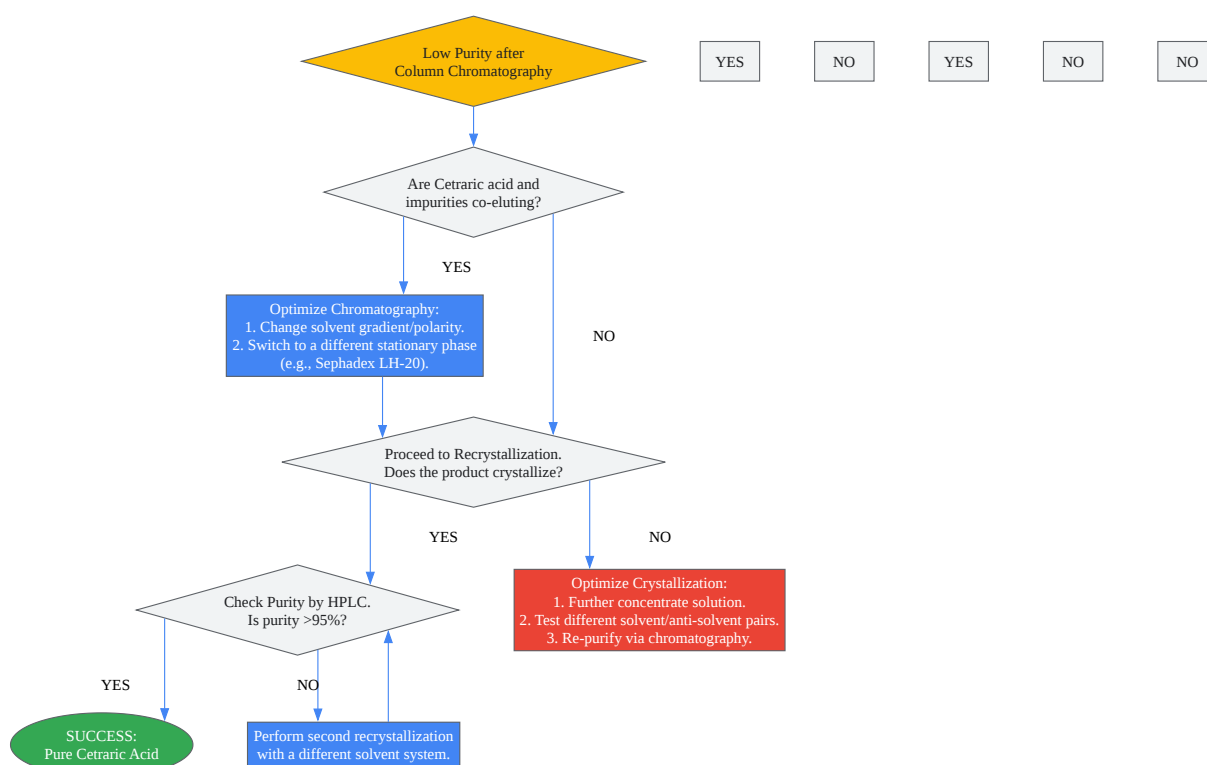 Low Purity after
Column Chromatography
YES
NO
YES
NO
NO
Are Cetraric acid and
impurities co-eluting?
YES
Optimize Chromatography:
1. Change solvent gradient/polarity.
2. Switch to a different stationary phase
(e.g., Sephadex LH-20).
NO
Proceed to Recrystallization.
Does the product crystallize?
YES
NO
Optimize Crystallization:
1. Further concentrate solution.
2. Test different solvent/anti-solvent pairs.
3. Re-purify via chromatography.
Check Purity by HPLC.
Is purity >95%?
YES
NO
SUCCESS:
Pure Cetraric Acid
Perform second recrystallization
with a different solvent system.